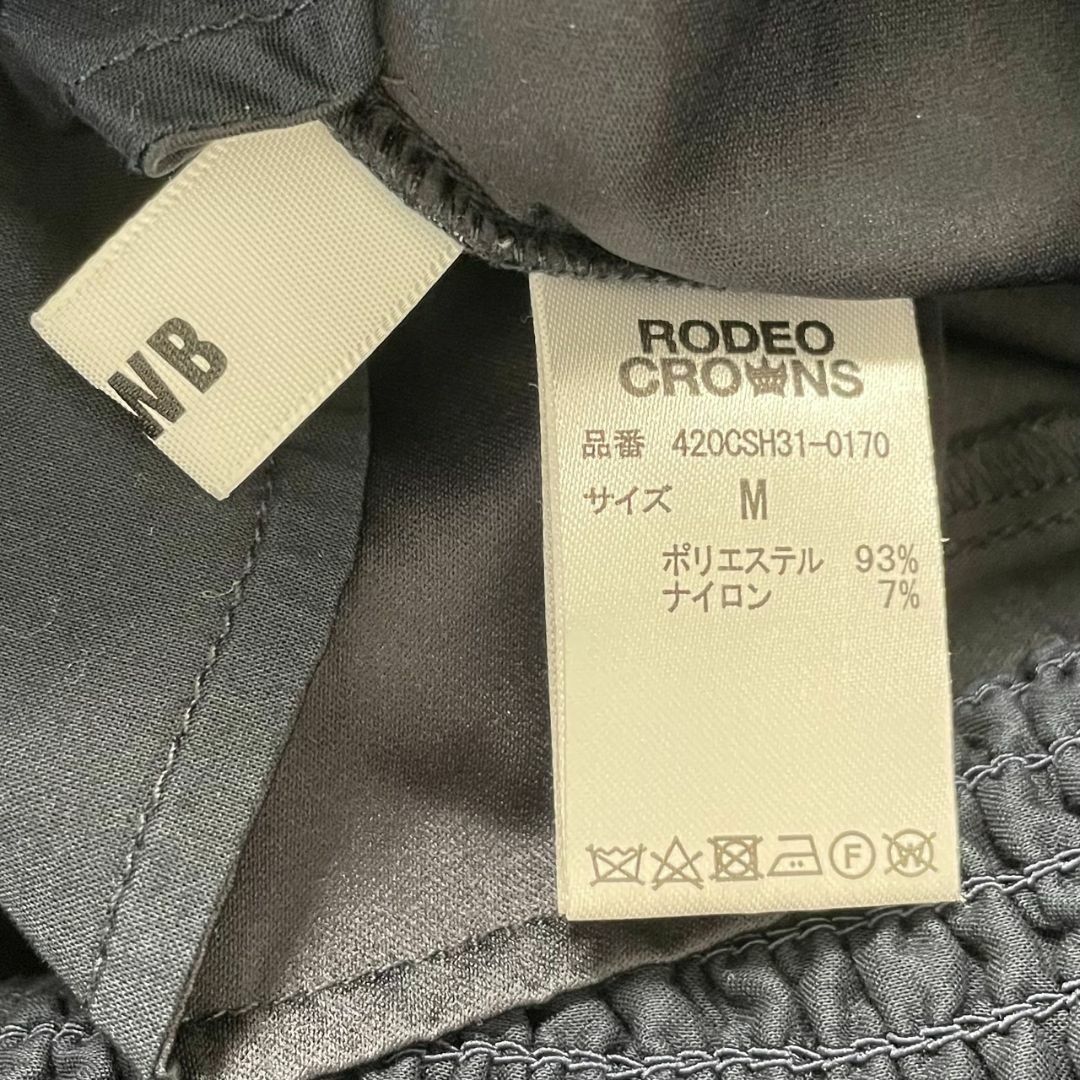 WB
RODEO
CROWNS
品番 420CSH31-0170
サイズ M
ポリエステル 93%
ナイロン 7%
F W